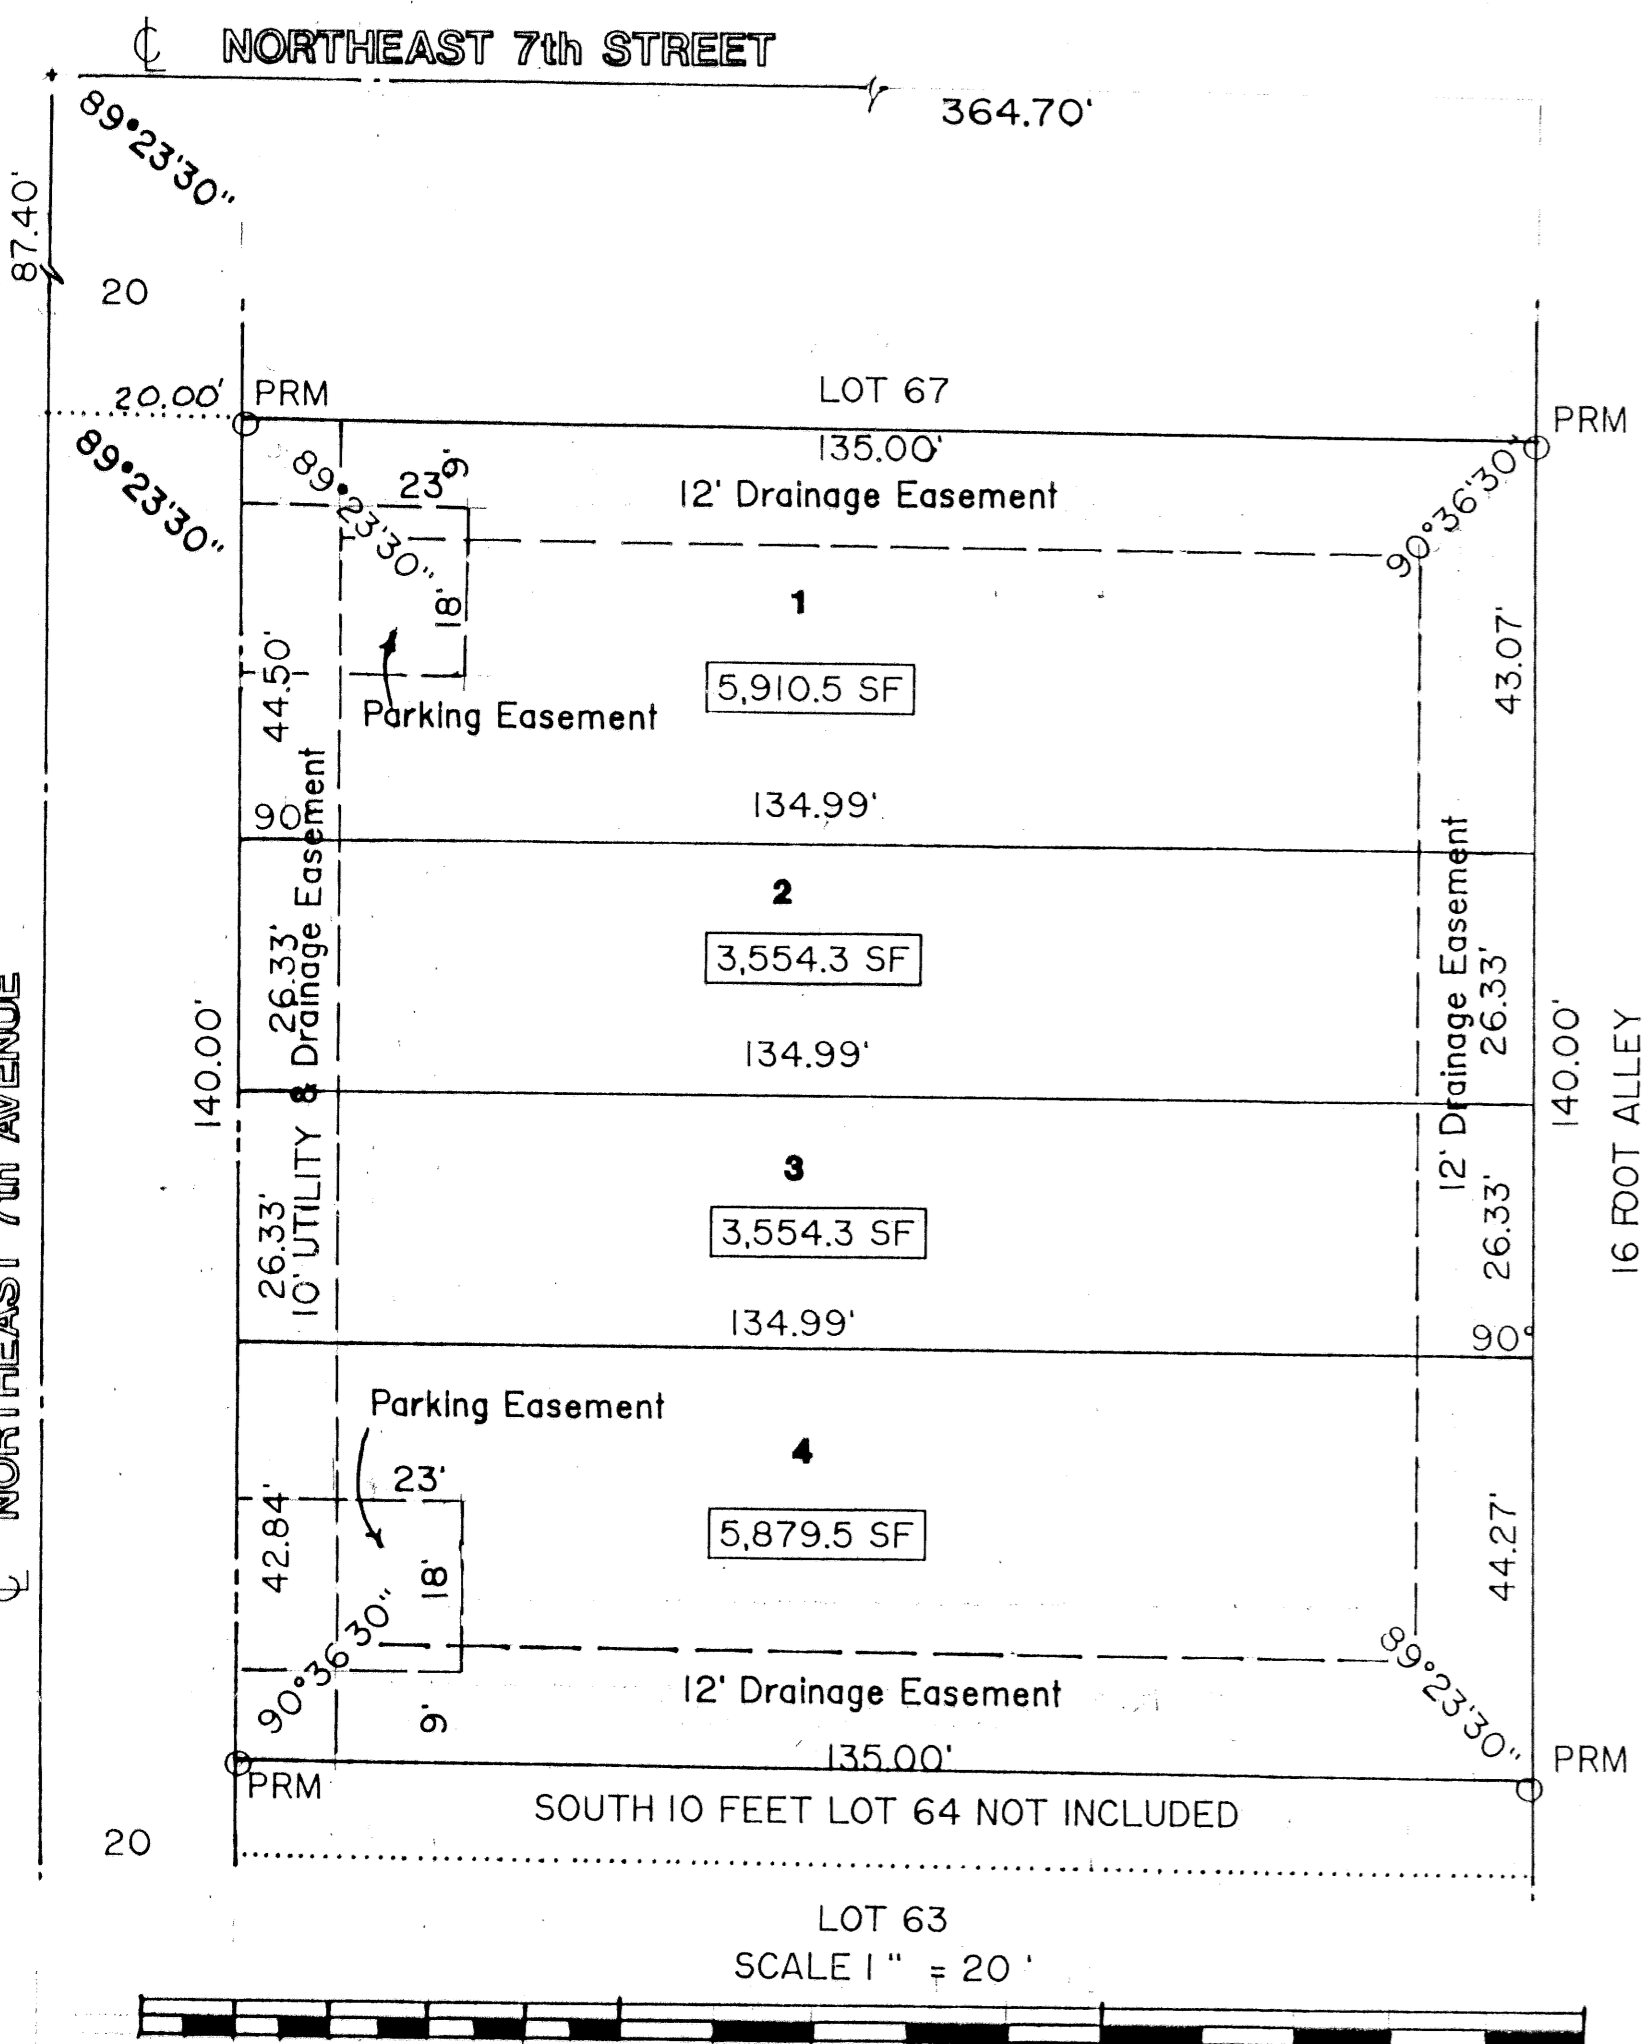 ℄ NORTHEAST 7th STREET
364.70'
89°23'30"
87.40'
20
20.00'
PRM
LOT 67
PRM
135.00'
89°23'30"
89°23'30"
23'
9'
12' Drainage Easement
90°36'30"
18'
1
44.50'
43.07'
5,910.5 SF
Parking Easement
134.99'
90
2
26.33'
3,554.3 SF
12' Drainage Easement
26.33'
10' UTILITY & Drainage Easement
134.99'
140.00'
140.00'
16 FOOT ALLEY
℄ NORTHEAST 7th AVENUE
3
26.33'
3,554.3 SF
26.33'
134.99'
90°
Parking Easement
4
23'
42.84'
5,879.5 SF
44.27'
18'
90°36'30"
89°23'30"
12' Drainage Easement
9'
135.00'
PRM
PRM
SOUTH 10 FEET LOT 64 NOT INCLUDED
20
LOT 63
SCALE 1" = 20'